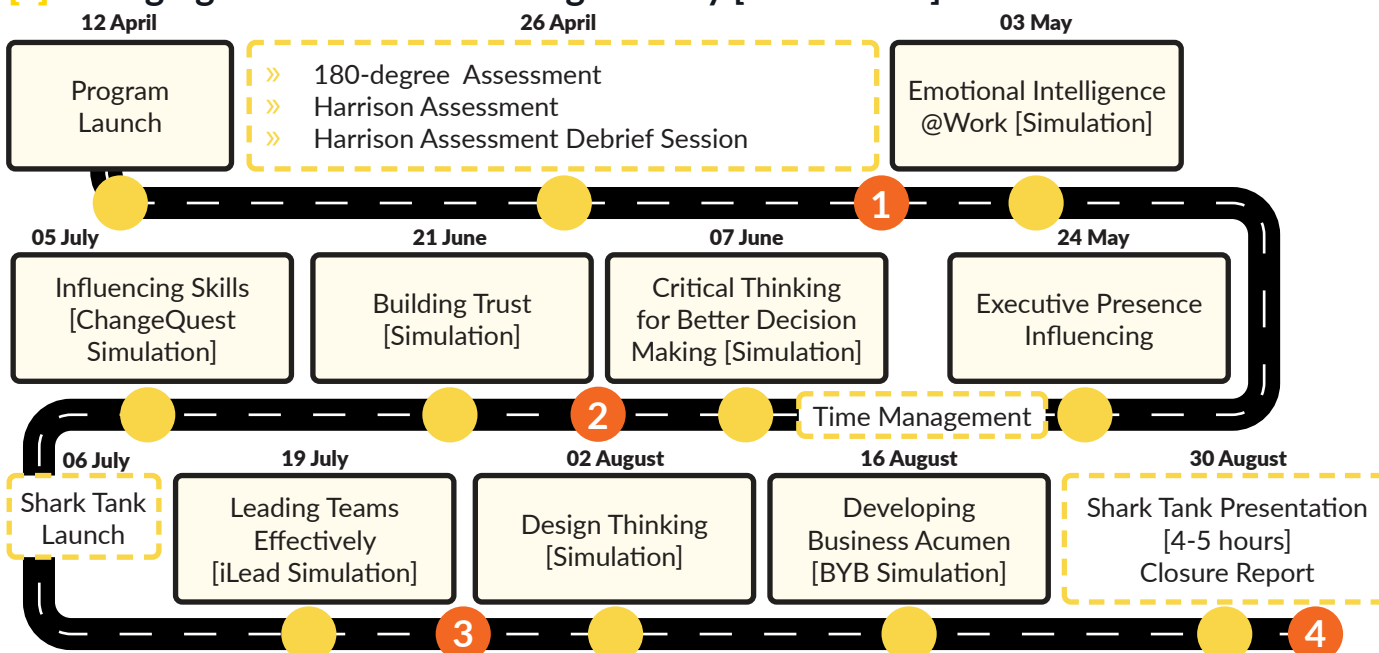 12 April
Program
Launch
26 April
» 180-degree Assessment
» Harrison Assessment
» Harrison Assessment Debrief Session
03 May
Emotional Intelligence
@Work [Simulation]
1
05 July
Influencing Skills
[ChangeQuest
Simulation]
21 June
Building Trust
[Simulation]
07 June
Critical Thinking
for Better Decision
Making [Simulation]
24 May
Executive Presence
Influencing
2
Time Management
06 July
Shark Tank
Launch
19 July
Leading Teams
Effectively
[iLead Simulation]
02 August
Design Thinking
[Simulation]
16 August
Developing
Business Acumen
[BYB Simulation]
30 August
Shark Tank Presentation
[4-5 hours]
Closure Report
3
4